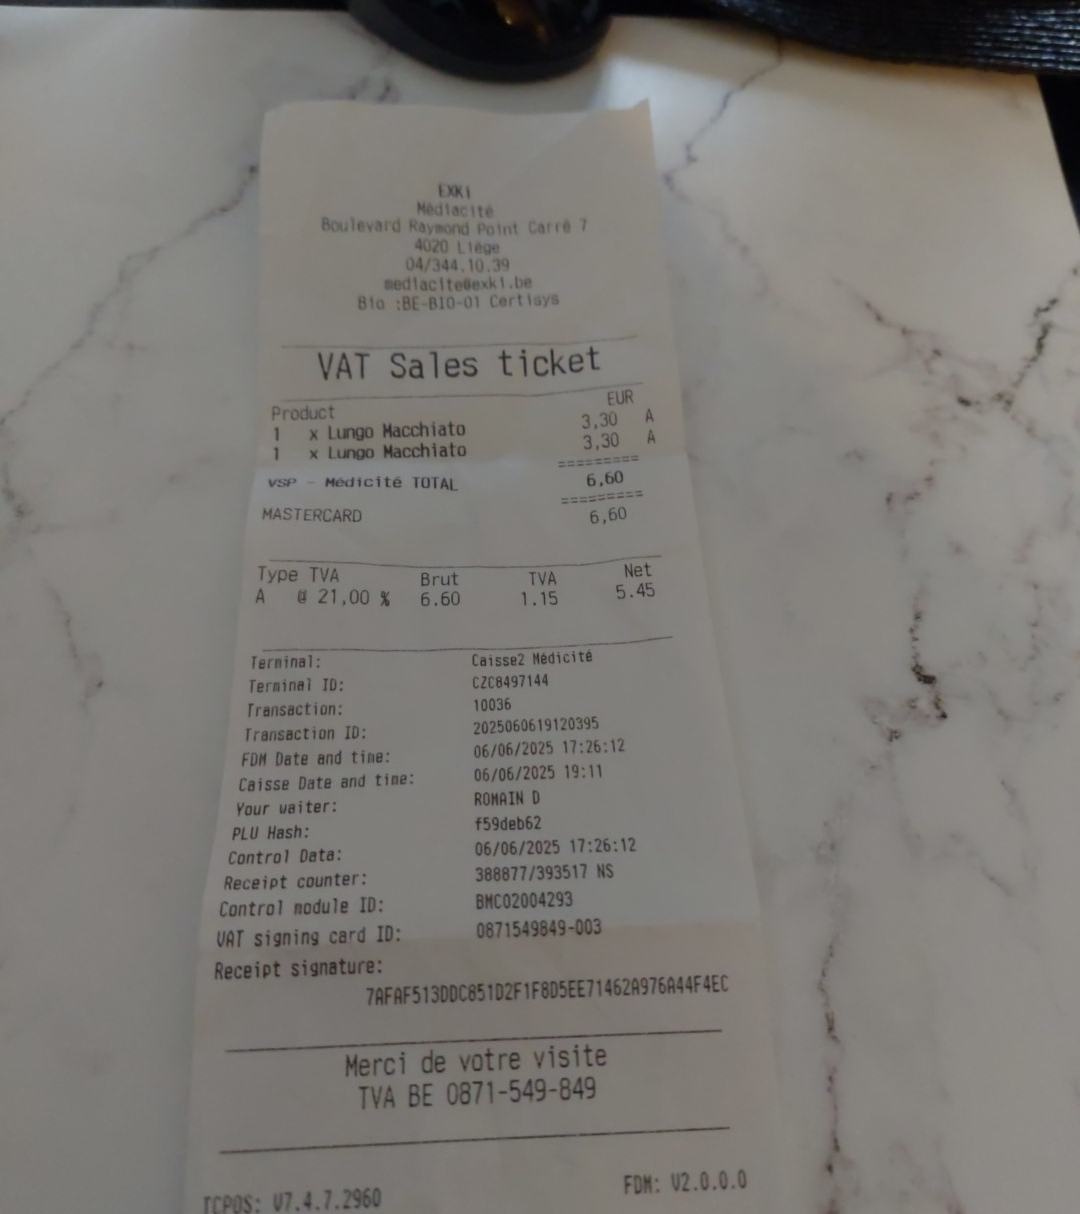 EXKI
Médiacité
Boulevard Raymond Point Carré 7
4020 Liège
04/344.10.39
mediacite@exki.be
Bio :BE-BIO-01 Certisys
VAT Sales ticket
Product EUR
1 x Lungo Macchiato 3,30 A
1 x Lungo Macchiato 3,30 A
=========
VSP - Médicité TOTAL 6,60
=========
MASTERCARD 6,60
Type TVA Brut TVA Net
A @ 21,00 % 6.60 1.15 5.45
Terminal: Caisse2 Médicité
Terminal ID: CZC8497144
Transaction: 10036
Transaction ID: 2025060619120395
FDM Date and time: 06/06/2025 17:26:12
Caisse Date and time: 06/06/2025 19:11
Your waiter: ROMAIN D
PLU Hash: f59deb62
Control Data: 06/06/2025 17:26:12
Receipt counter: 388877/393517 NS
Control module ID: BMC02004293
VAT signing card ID: 0871549849-003
Receipt signature:
7AFAF513DDC851D2F1F8D5EE71462A976A44F4EC
Merci de votre visite
TVA BE 0871-549-849
TCPOS: V7.4.7.2960 FDM: V2.0.0.0